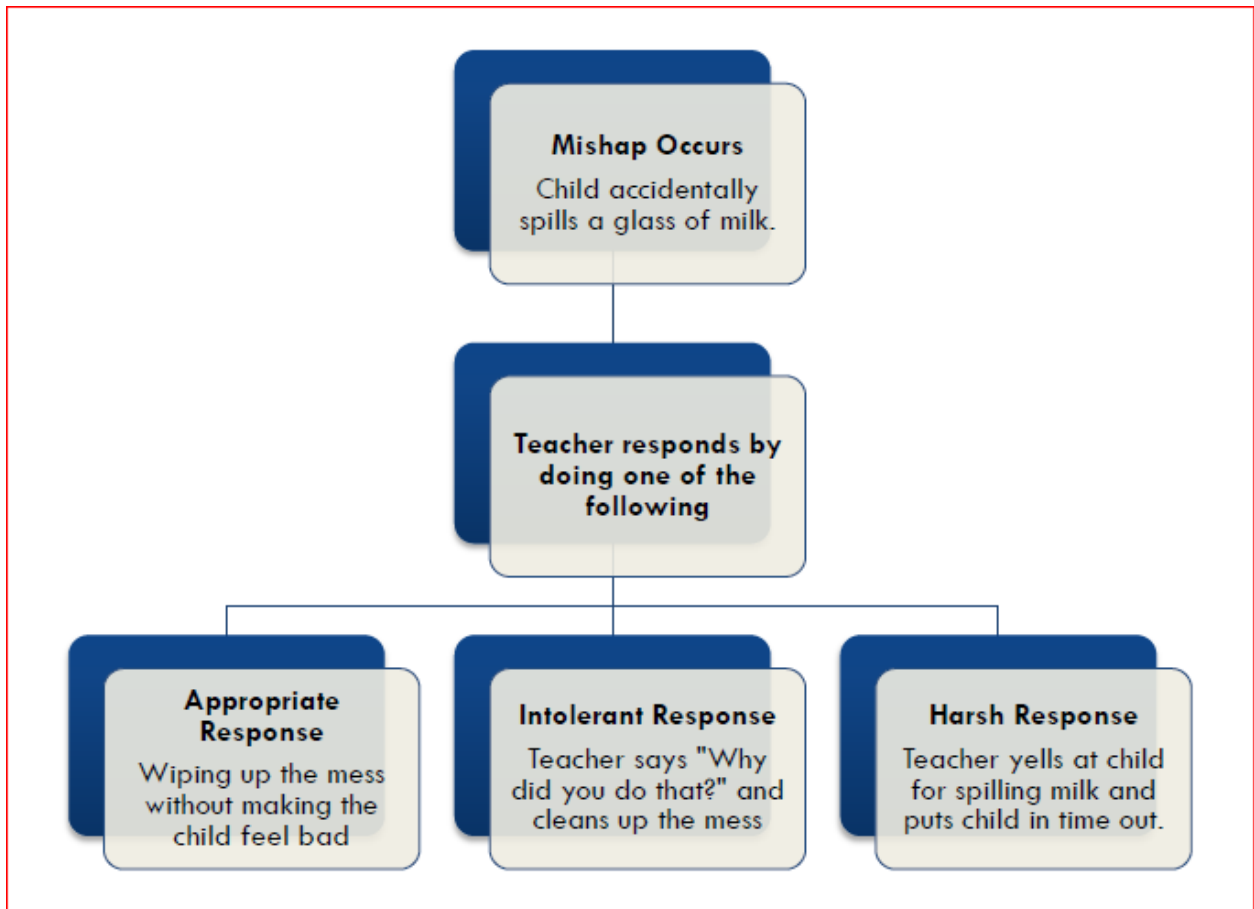 Mishap Occurs
Child accidentally
spills a glass of milk.
Teacher responds by
doing one of the
following
Appropriate
Response
Wiping up the mess
without making the
child feel bad
Intolerant Response
Teacher says "Why
did you do that?" and
cleans up the mess
Harsh Response
Teacher yells at child
for spilling milk and
puts child in time out.